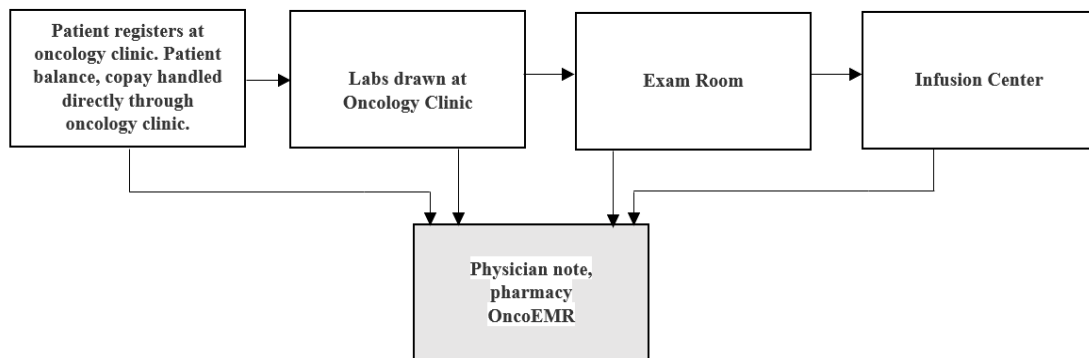 Patient registers at
oncology clinic. Patient
balance, copay handled
directly through
oncology clinic.
Labs drawn at
Oncology Clinic
Exam Room
Infusion Center
Physician note,
pharmacy
OncoEMR